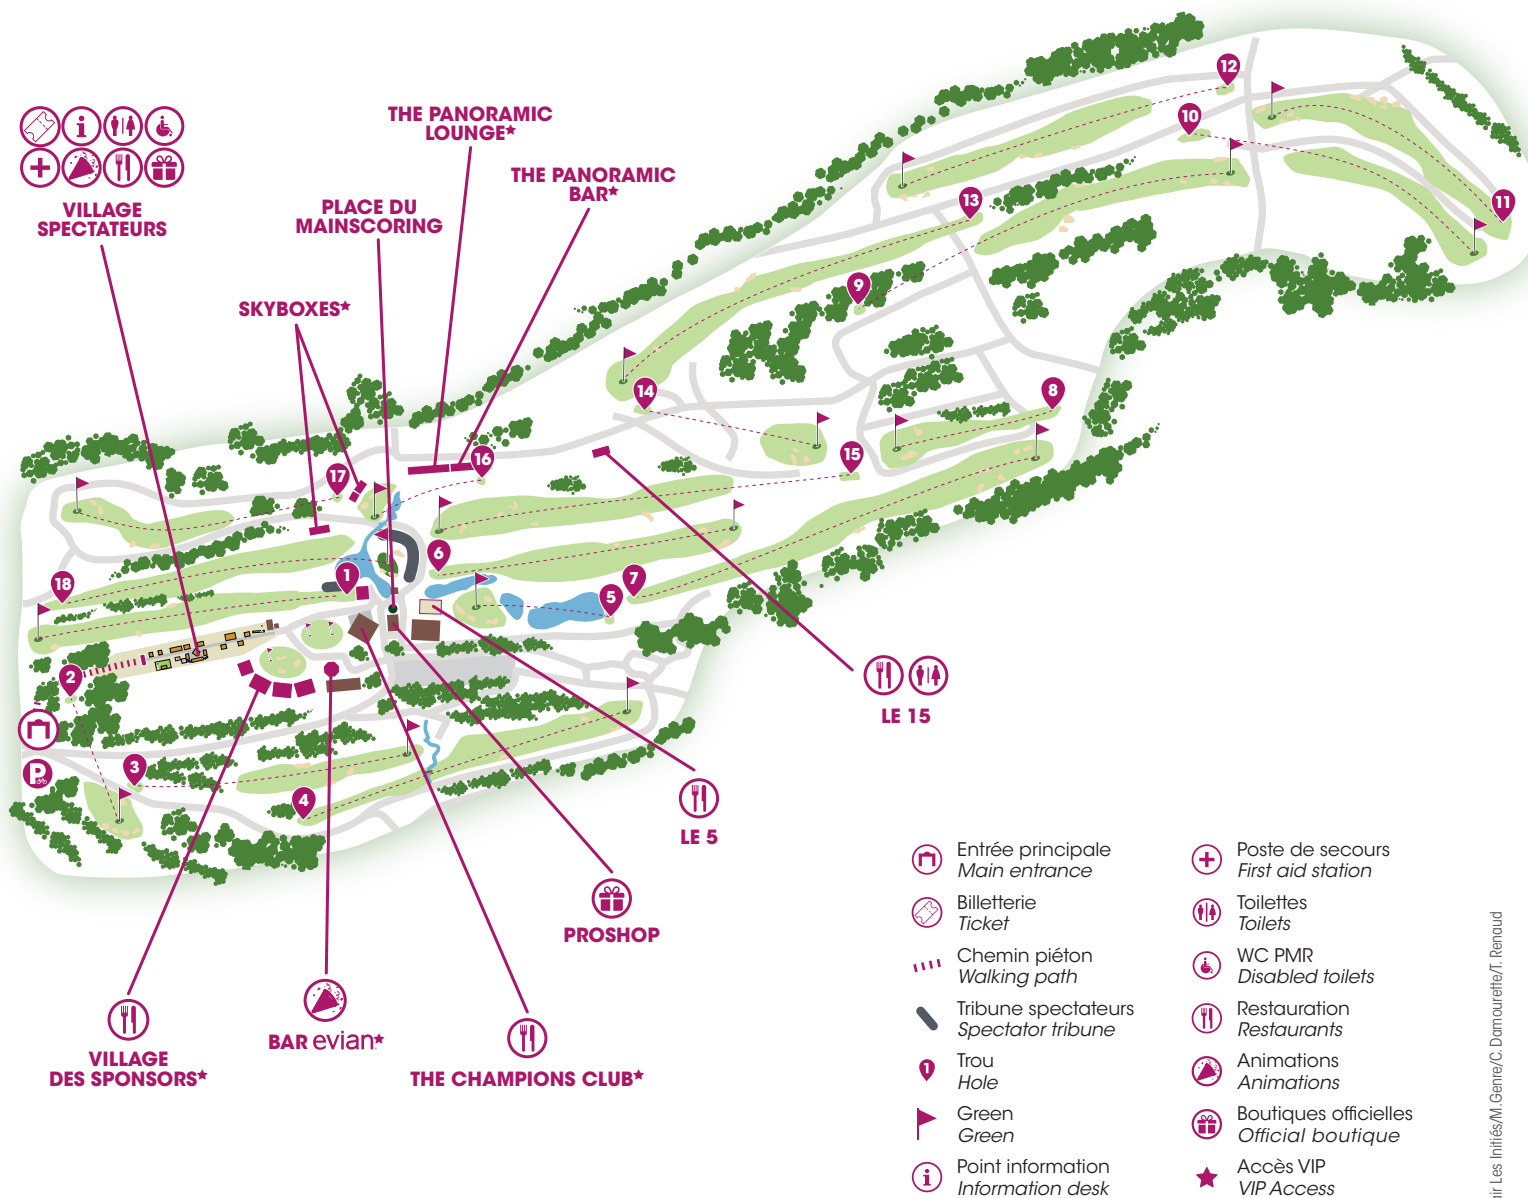 THE PANORAMIC
LOUNGE★
THE PANORAMIC
BAR★
PLACE DU
MAINSCORING
VILLAGE
SPECTATEURS
SKYBOXES★
12
10
11
13
9
14
8
15
16
17
6
18
1
7
5
2
3
4
P
LE 15
LE 5
PROSHOP
BAR evian★
VILLAGE
DES SPONSORS★
THE CHAMPIONS CLUB★
Entrée principale
Main entrance
Billetterie
Ticket
Chemin piéton
Walking path
Tribune spectateurs
Spectator tribune
1
Trou
Hole
Green
Green
Point information
Information desk
Poste de secours
First aid station
Toilettes
Toilets
WC PMR
Disabled toilets
Restauration
Restaurants
Animations
Animations
Boutiques officielles
Official boutique
Accès VIP
VIP Access
Les Initiés/M.Genre/C. Damourette/T. Renaud